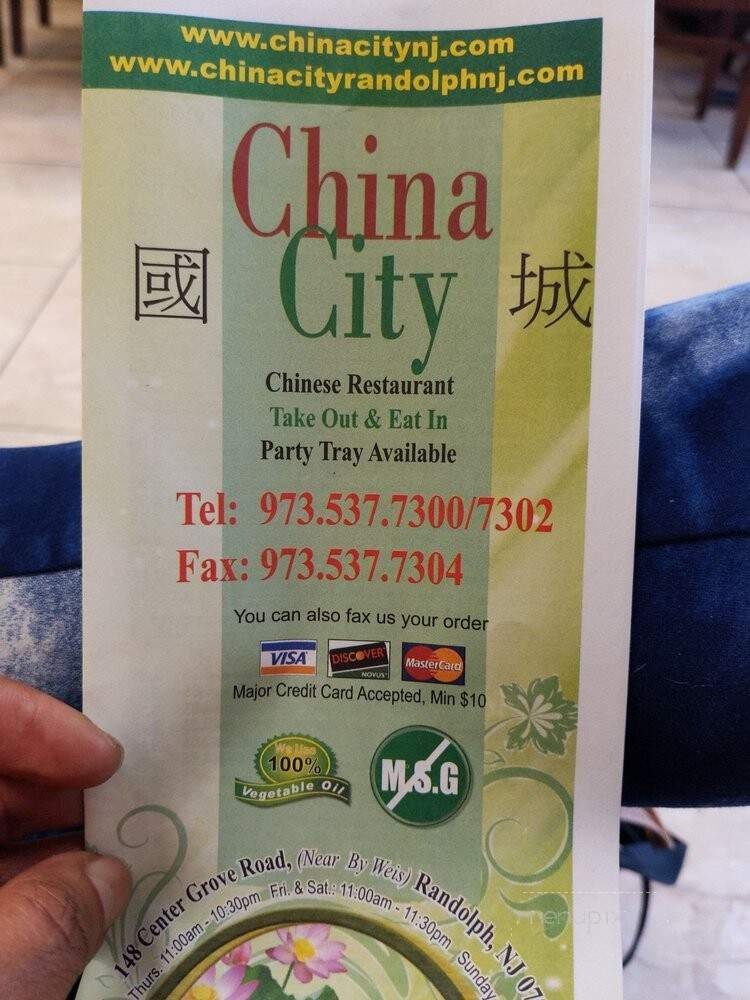 www.chinacitynj.com
www.chinacityrandolphnj.com
China
City
國 城
Chinese Restaurant
Take Out & Eat In
Party Tray Available
Tel: 973.537.7300/7302
Fax: 973.537.7304
You can also fax us your order
VISA DISCOVER NOVUS MasterCard
Major Credit Card Accepted, Min $10
We Use
100%
Vegetable Oil
M.S.G
148 Center Grove Road, (Near By Weis) Randolph, NJ 07
Thurs. 11:00am - 10:30pm Fri. & Sat.: 11:00am - 11:30pm, Sunday
menupix